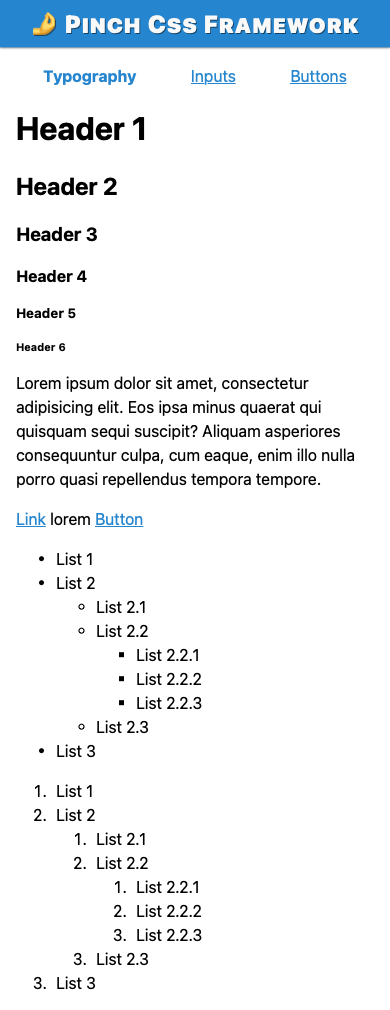 🤌 Pinch Css Framework
Typography Inputs Buttons
Header 1
Header 2
Header 3
Header 4
Header 5
Header 6
Lorem ipsum dolor sit amet, consectetur
adipisicing elit. Eos ipsa minus quaerat qui
quisquam sequi suscipit? Aliquam asperiores
consequuntur culpa, cum eaque, enim illo nulla
porro quasi repellendus tempora tempore.
Link lorem Button
• List 1
• List 2
◦ List 2.1
◦ List 2.2
▪ List 2.2.1
▪ List 2.2.2
▪ List 2.2.3
◦ List 2.3
• List 3
1. List 1
2. List 2
1. List 2.1
2. List 2.2
1. List 2.2.1
2. List 2.2.2
3. List 2.2.3
3. List 2.3
3. List 3